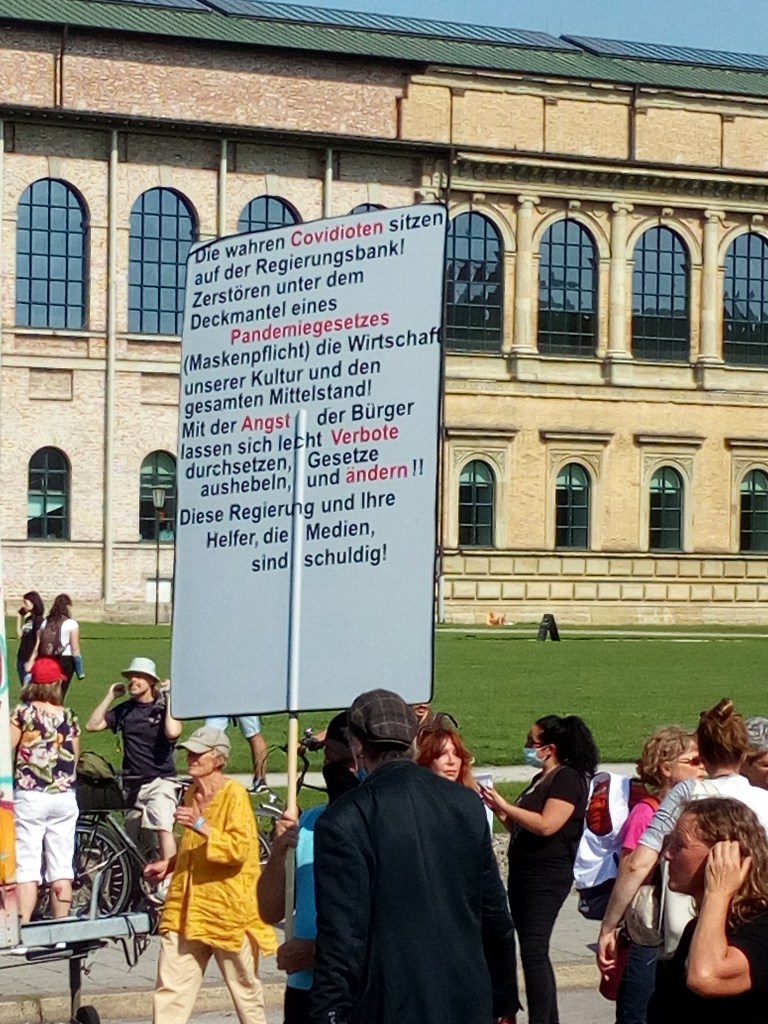 Die wahren Covidioten sitzen
auf der Regierungsbank!
Zerstören unter dem
Deckmantel eines
Pandemiegesetzes
(Maskenpflicht) die Wirtschaft
unserer Kultur und den
gesamten Mittelstand!
Mit der Angst der Bürger
lassen sich leicht Verbote
durchsetzen, Gesetze
aushebeln, und ändern!!
Diese Regierung und Ihre
Helfer, die Medien,
sind schuldig!